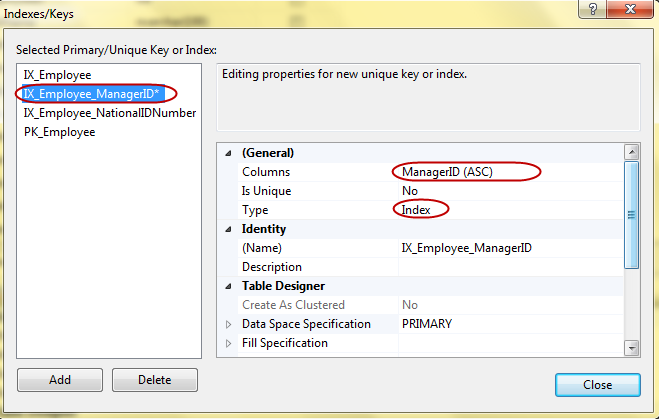 Indexes/Keys
?
Selected Primary/Unique Key or Index:
IX_Employee
IX_Employee_ManagerID*
IX_Employee_NationalIDNumber
PK_Employee
Add
Delete
Editing properties for new unique key or index.
(General)
Columns ManagerID (ASC)
Is Unique No
Type Index
Identity
(Name) IX_Employee_ManagerID
Description
Table Designer
Create As Clustered No
Data Space Specification PRIMARY
Fill Specification
Close